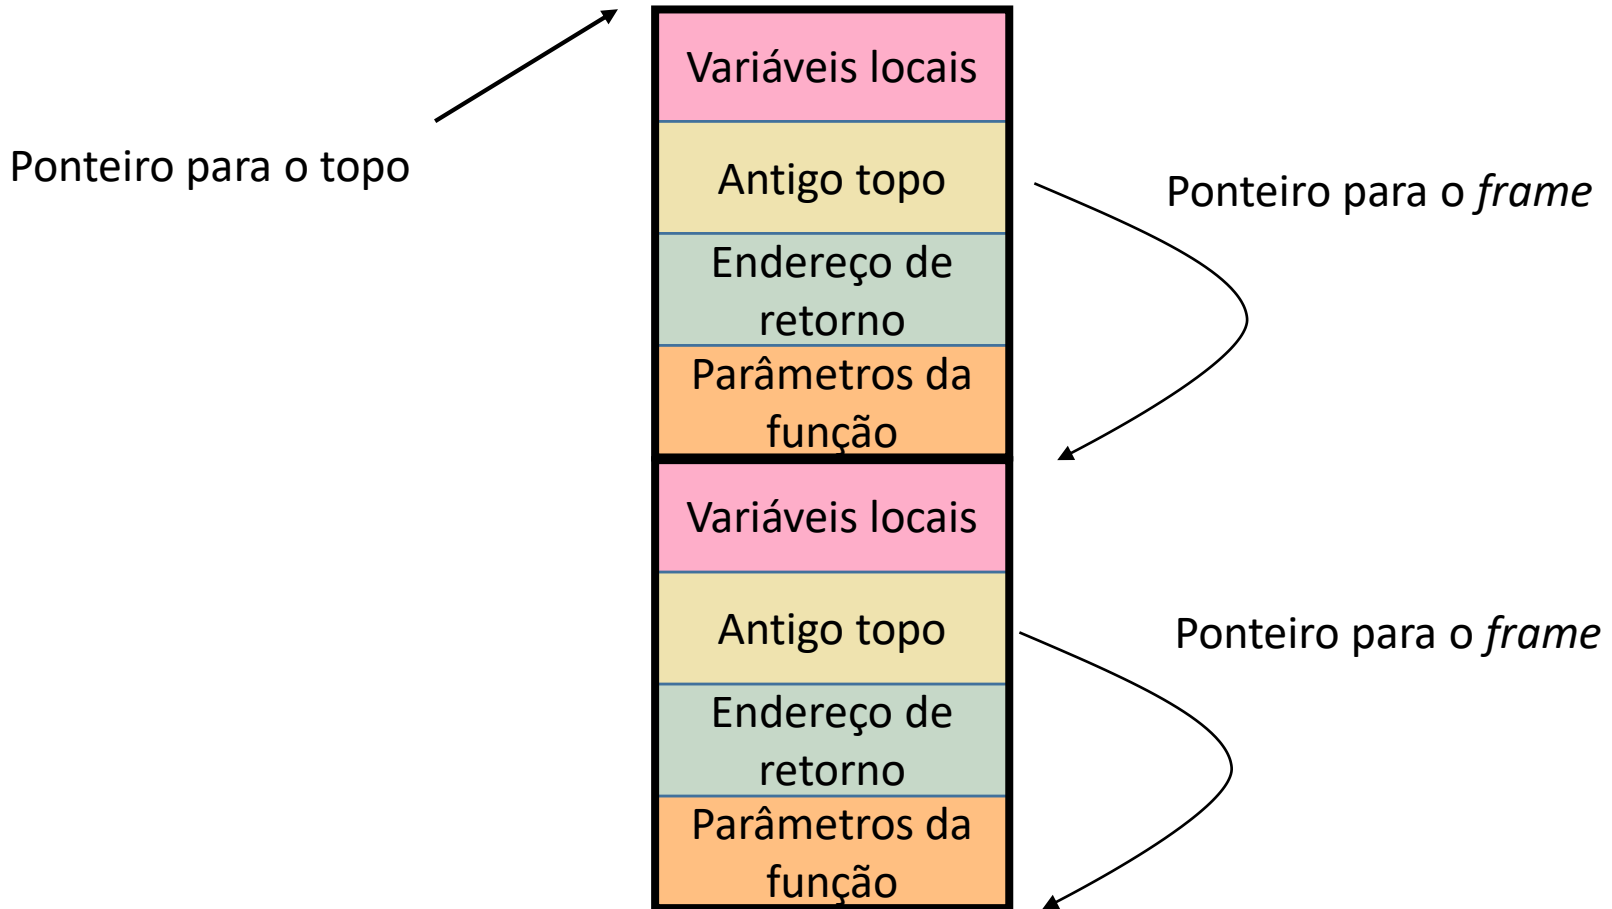 Variáveis locais
Ponteiro para o topo
Antigo topo
Ponteiro para o frame
Endereço de
retorno
Parâmetros da
função
Variáveis locais
Antigo topo
Ponteiro para o frame
Endereço de
retorno
Parâmetros da
função